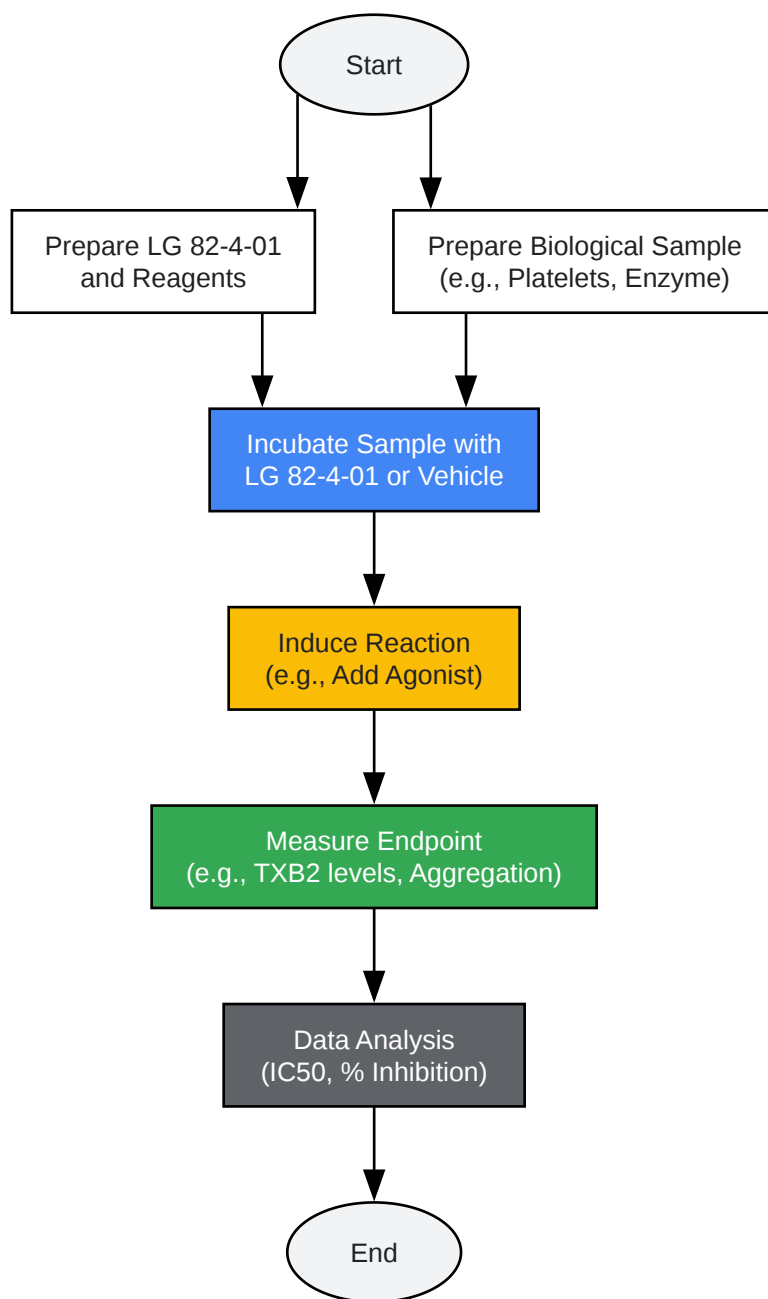 Start
Prepare LG 82-4-01
and Reagents
Prepare Biological Sample
(e.g., Platelets, Enzyme)
Incubate Sample with
LG 82-4-01 or Vehicle
Induce Reaction
(e.g., Add Agonist)
Measure Endpoint
(e.g., TXB2 levels, Aggregation)
Data Analysis
(IC50, % Inhibition)
End